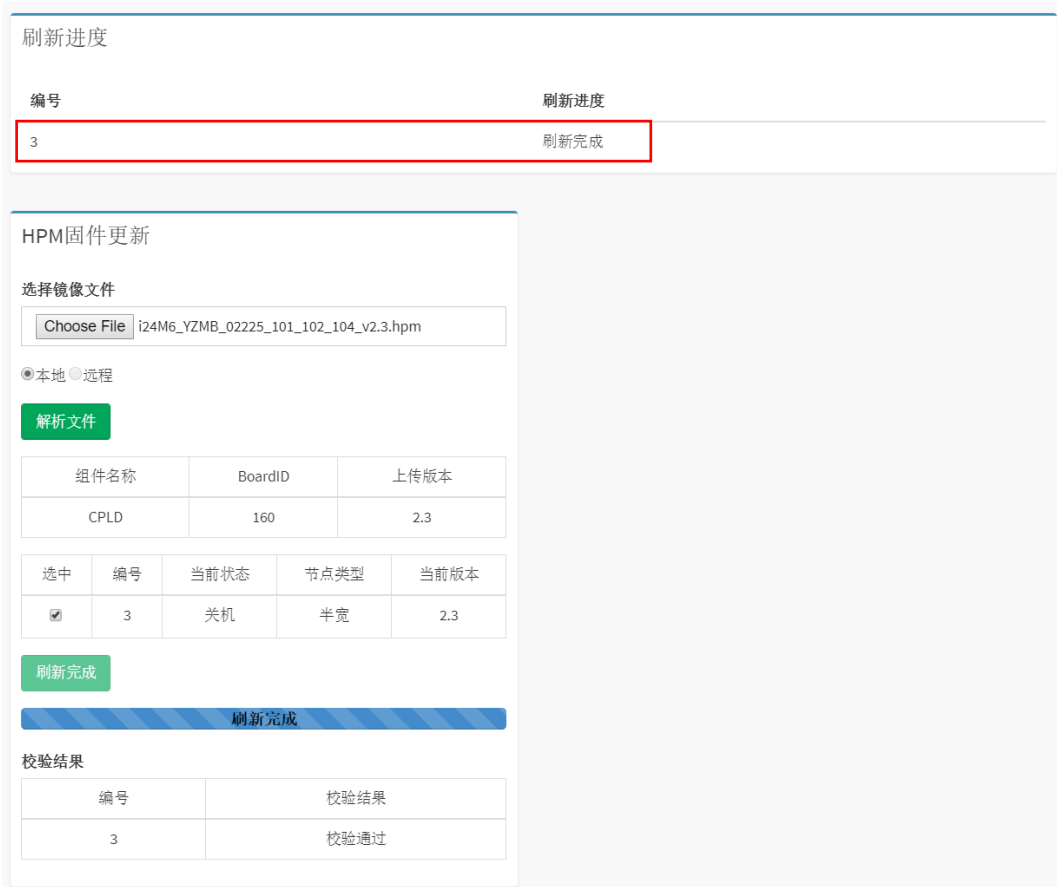 刷新进度
编号 刷新进度
3 刷新完成
HPM固件更新
选择镜像文件
Choose File i24M6_YZMB_02225_101_102_104_v2.3.hpm
本地 远程
解析文件
组件名称 BoardID 上传版本
CPLD 160 2.3
选中 编号 当前状态 节点类型 当前版本
3 关机 半宽 2.3
刷新完成
刷新完成
校验结果
编号 校验结果
3 校验通过